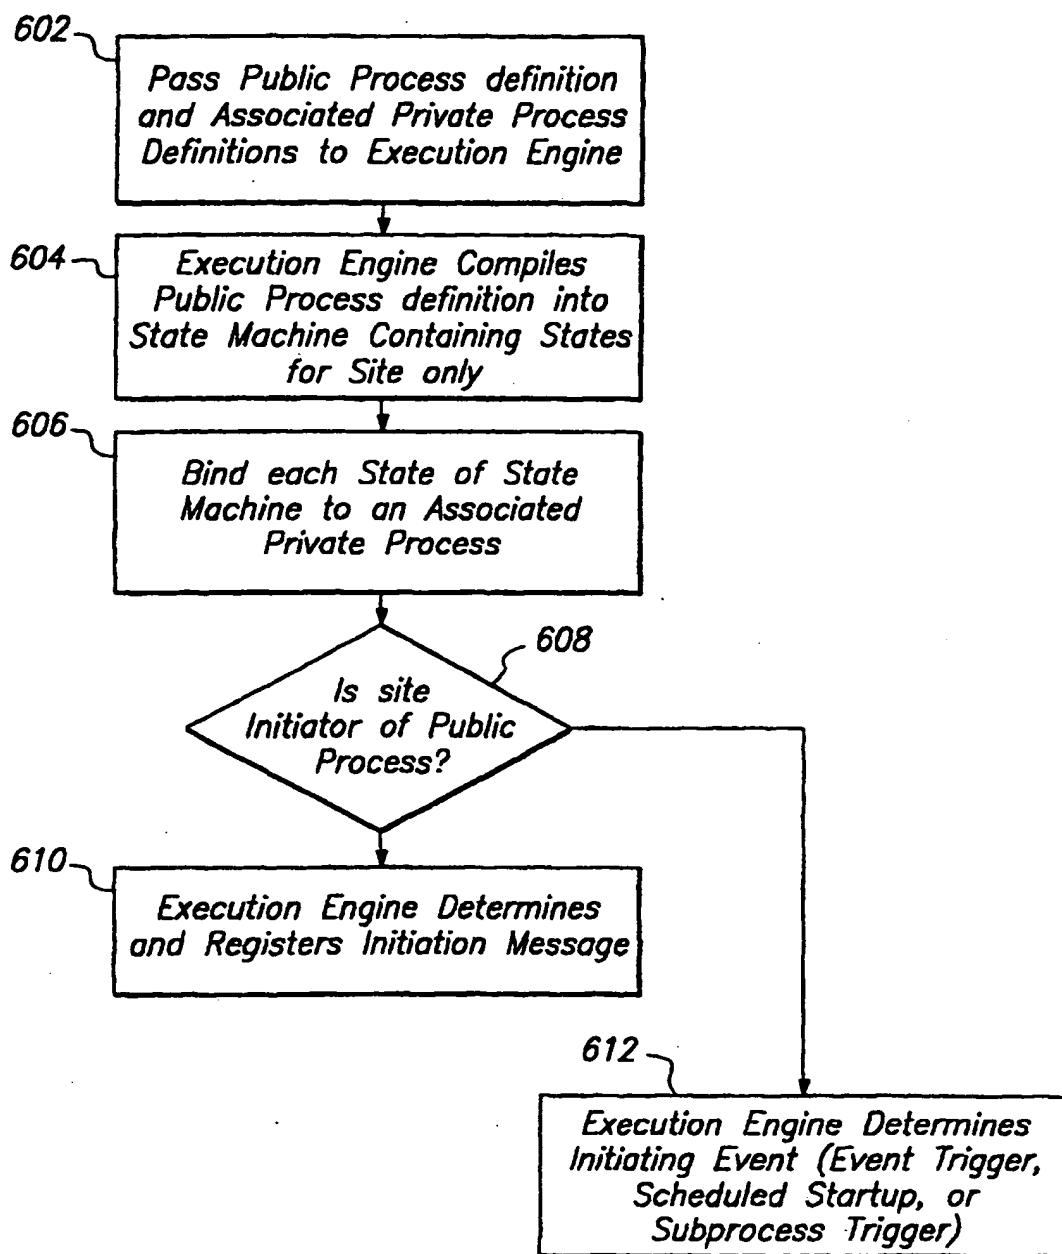 602
Pass Public Process definition
and Associated Private Process
Definitions to Execution Engine
604
Execution Engine Compiles
Public Process definition into
State Machine Containing States
for Site only
606
Bind each State of State
Machine to an Associated
Private Process
608
Is site
Initiator of Public
Process?
610
Execution Engine Determines
and Registers Initiation Message
612
Execution Engine Determines
Initiating Event (Event Trigger,
Scheduled Startup, or
Subprocess Trigger)